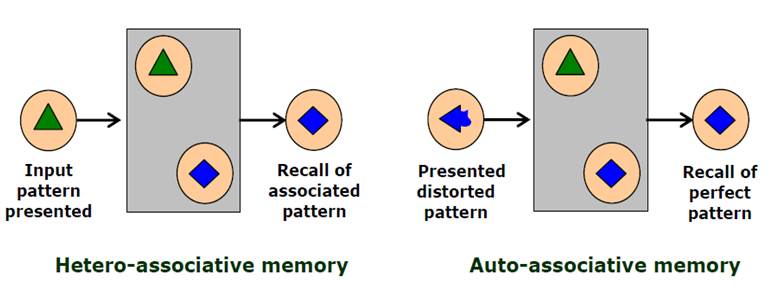 Input
pattern
presented
Recall of
associated
pattern
Hetero-associative memory
Presented
distorted
pattern
Recall of
perfect
pattern
Auto-associative memory